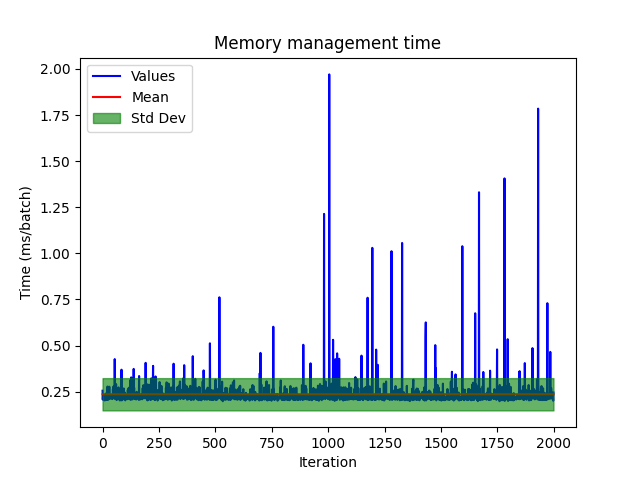 Memory management time
Values
Mean
Std Dev
2.00
1.75
1.50
1.25
1.00
0.75
0.50
0.25
Time (ms/batch)
0 250 500 750 1000 1250 1500 1750 2000
Iteration